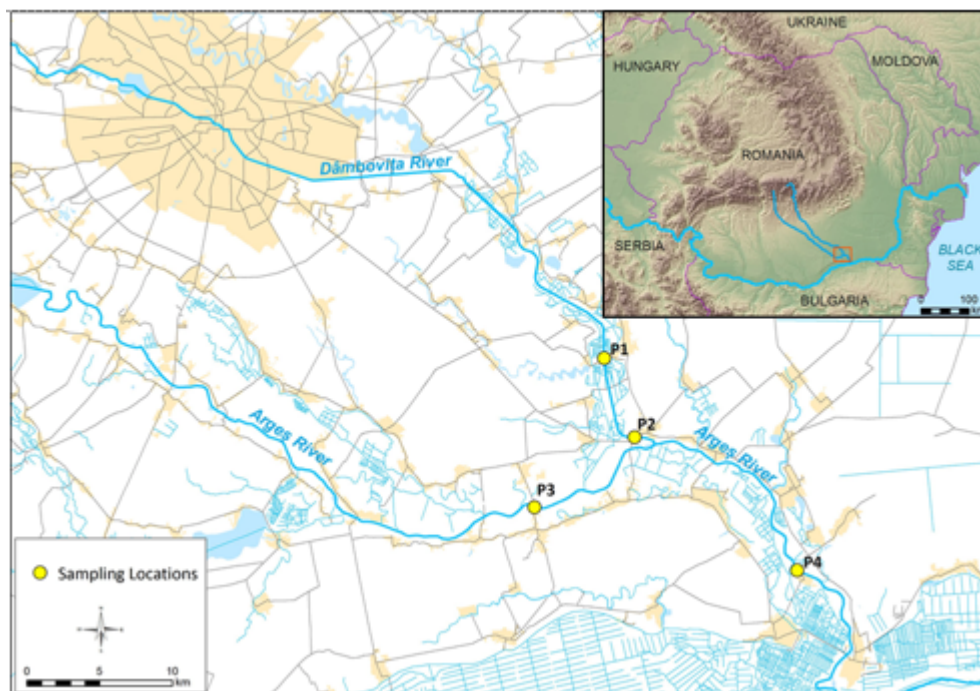 UKRAINE
HUNGARY
MOLDOVA
ROMANIA
SERBIA
BLACK
SEA
BULGARIA
0 100
Dâmbovița River
P1
Argeș River
P2
Argeș River
P3
P4
Sampling Locations
0 5 10
km